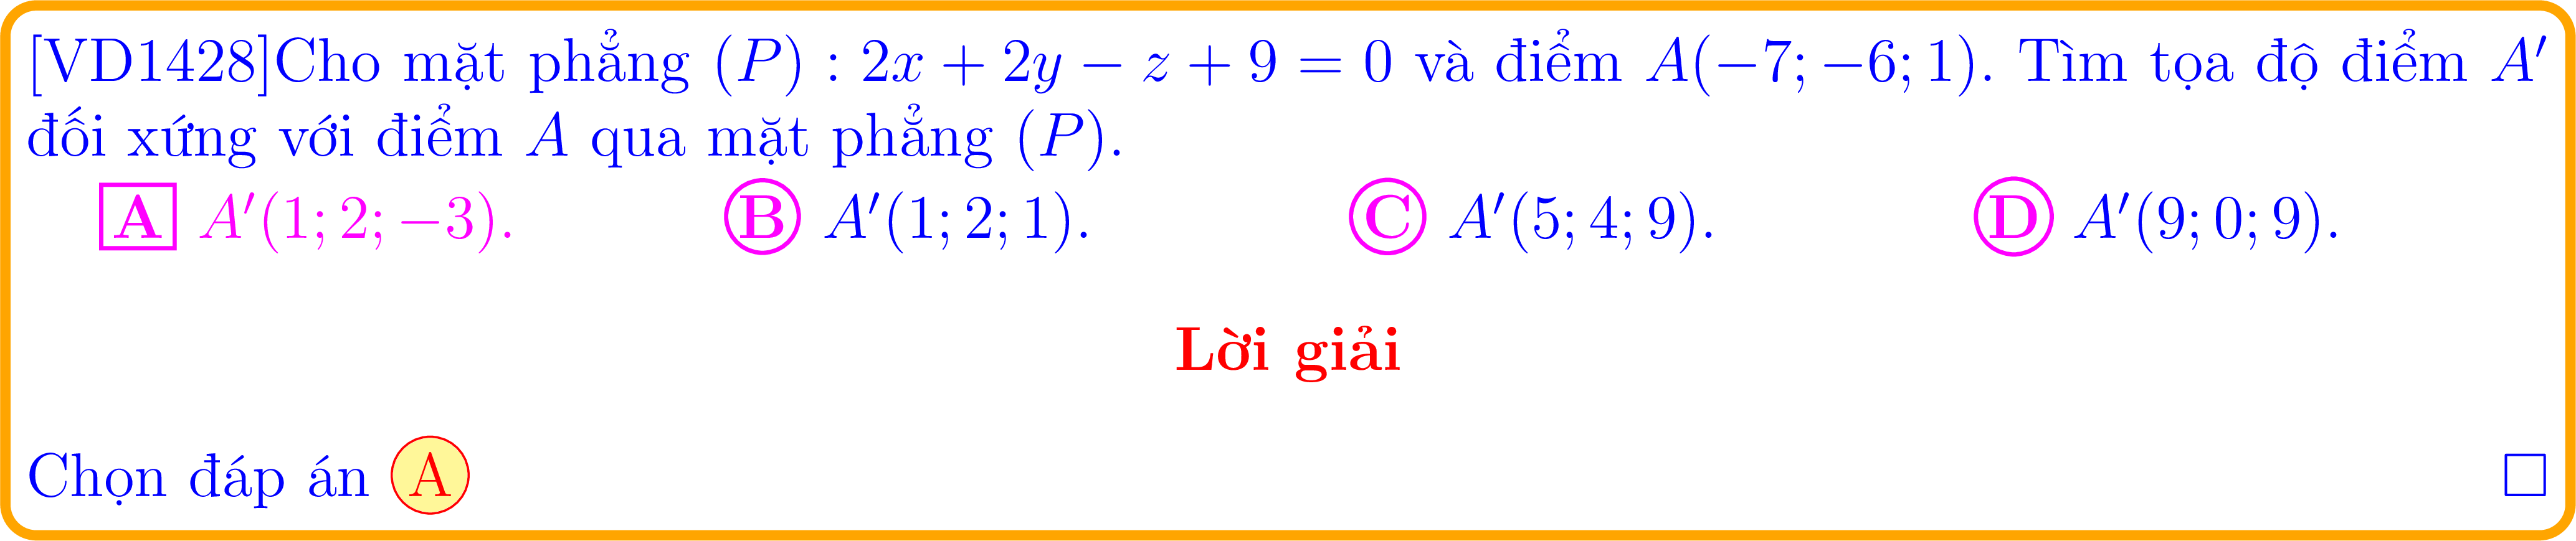 [VD1428]Cho mặt phẳng (P) : 2x + 2y − z + 9 = 0 và điểm A(−7; −6; 1). Tìm tọa độ điểm A′
đối xứng với điểm A qua mặt phẳng (P).
A A′(1; 2; −3). B A′(1; 2; 1). C A′(5; 4; 9). D A′(9; 0; 9).
Lời giải
Chọn đáp án A □